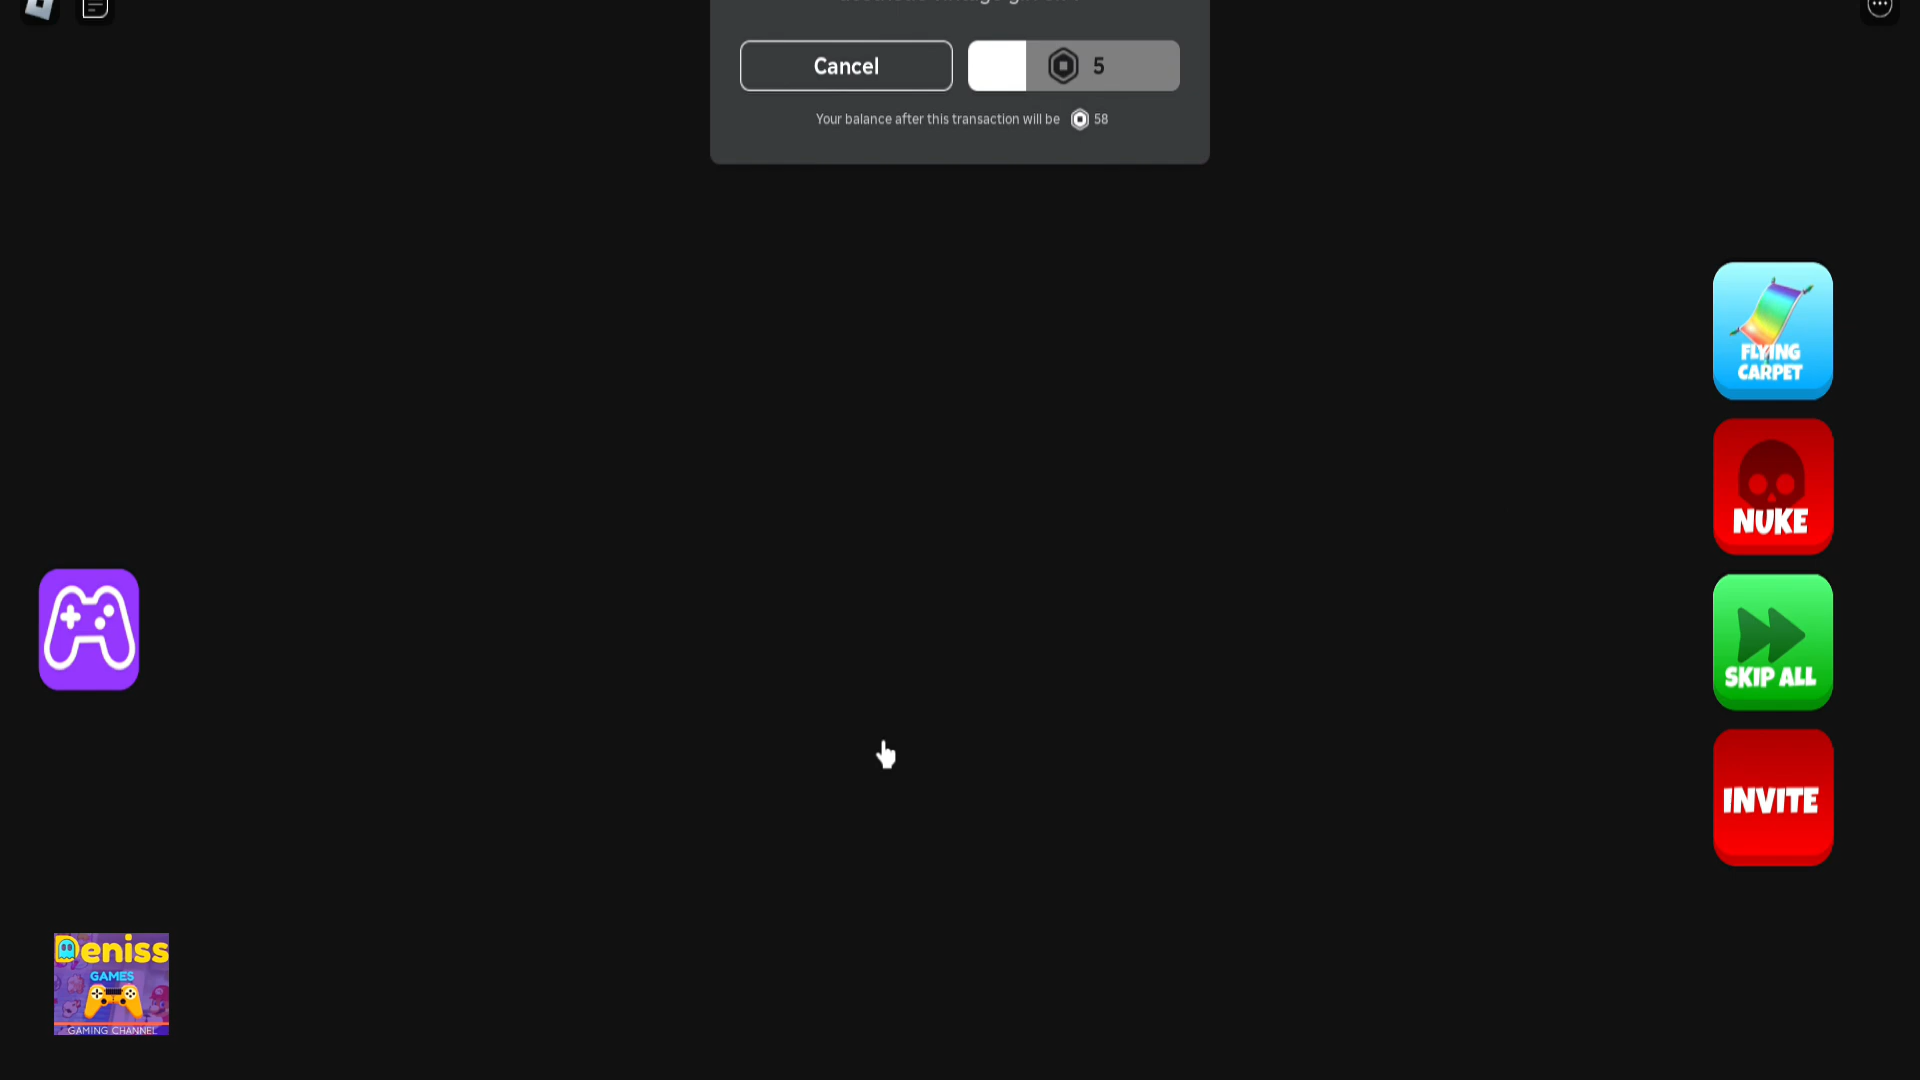 Cancel
5
Your balance after this transaction will be 58
FLYING
CARPET
NUKE
SKIP ALL
INVITE
Deniss
GAMES
GAMING CHANNEL